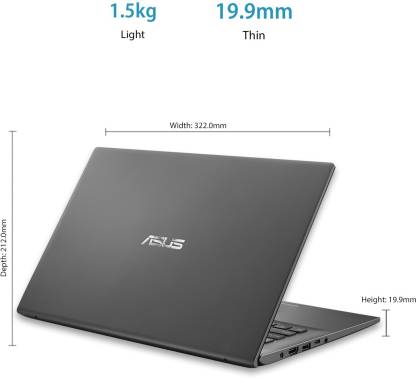 1.5kg 19.9mm
Light Thin
Width: 322.0mm
Depth: 212.0mm
ASUS
Height: 19.9mm